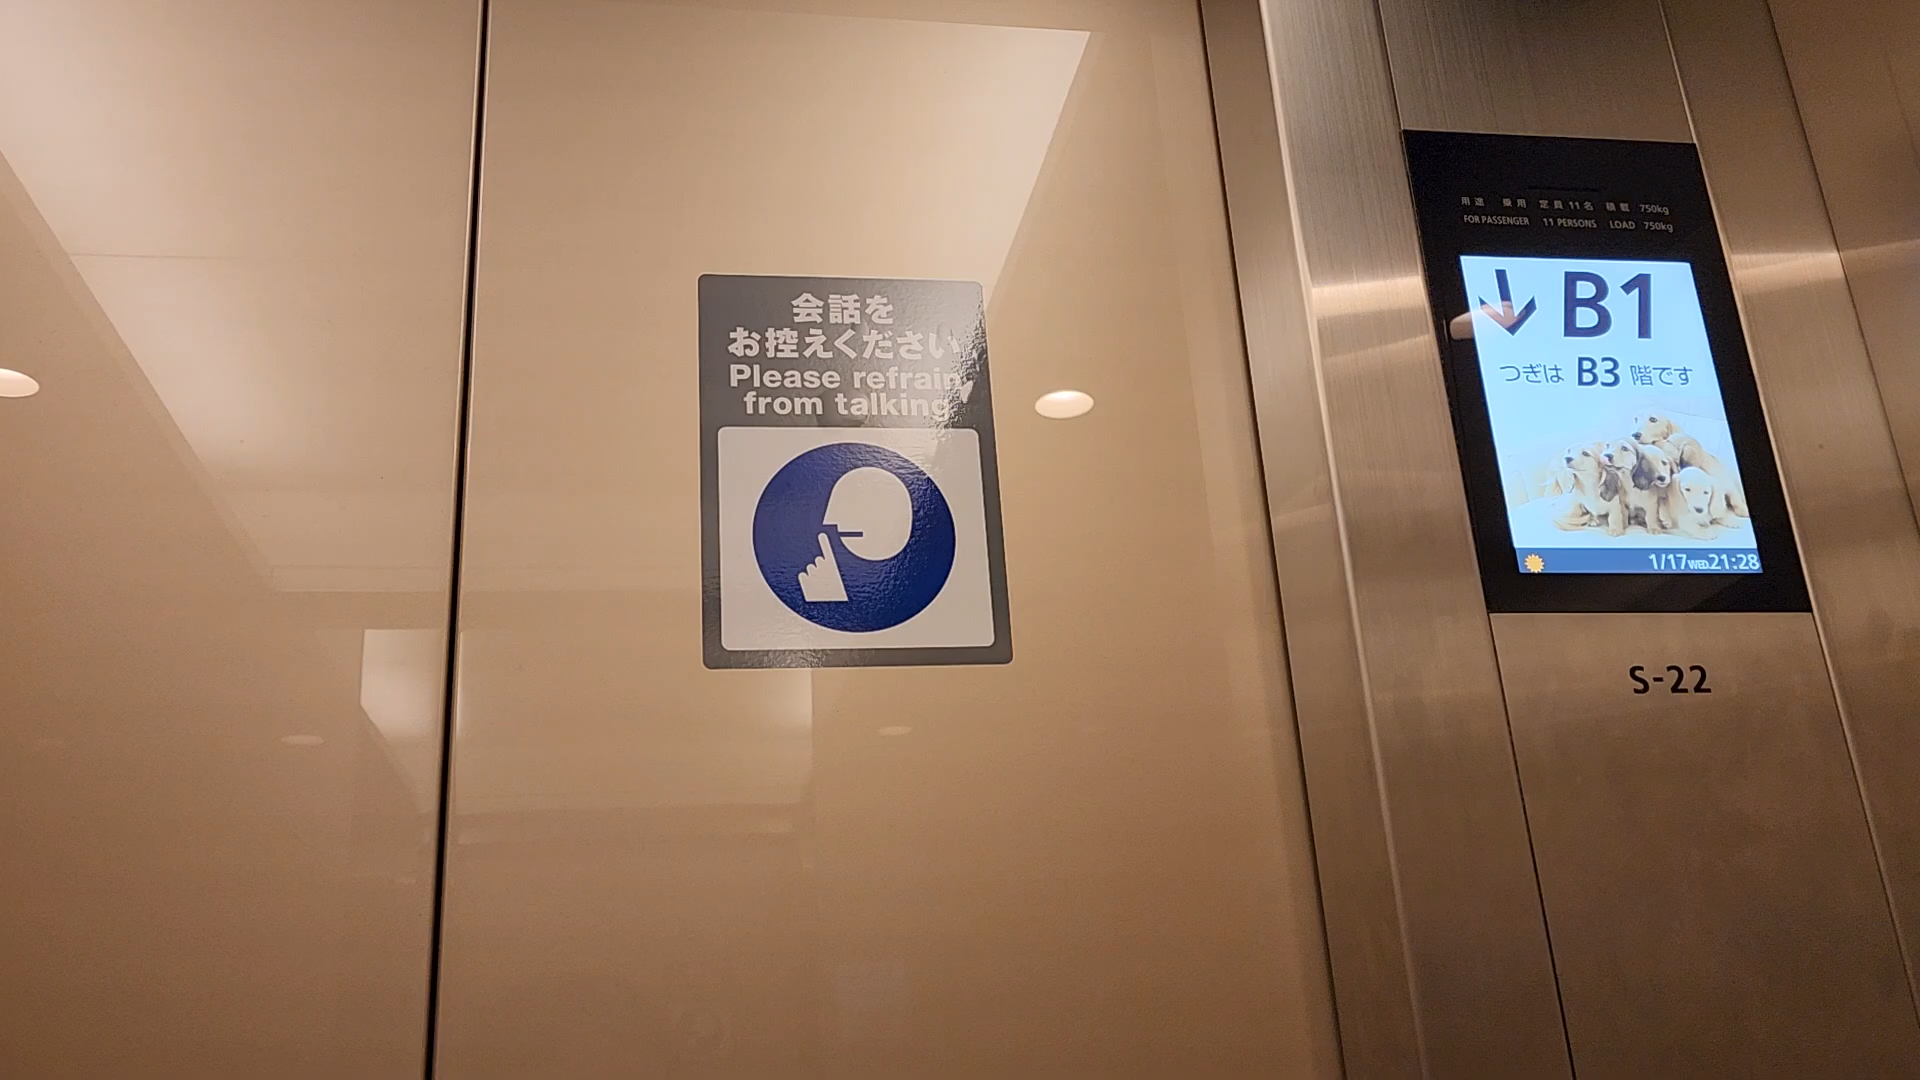 会話を
お控えください
Please refrain
from talking
用途 乗用 定員 11名 積載 750kg
FOR PASSENGER 11 PERSONS LOAD 750kg
B1
つぎは B3 階です
1/17 WED. 21:28
S-22